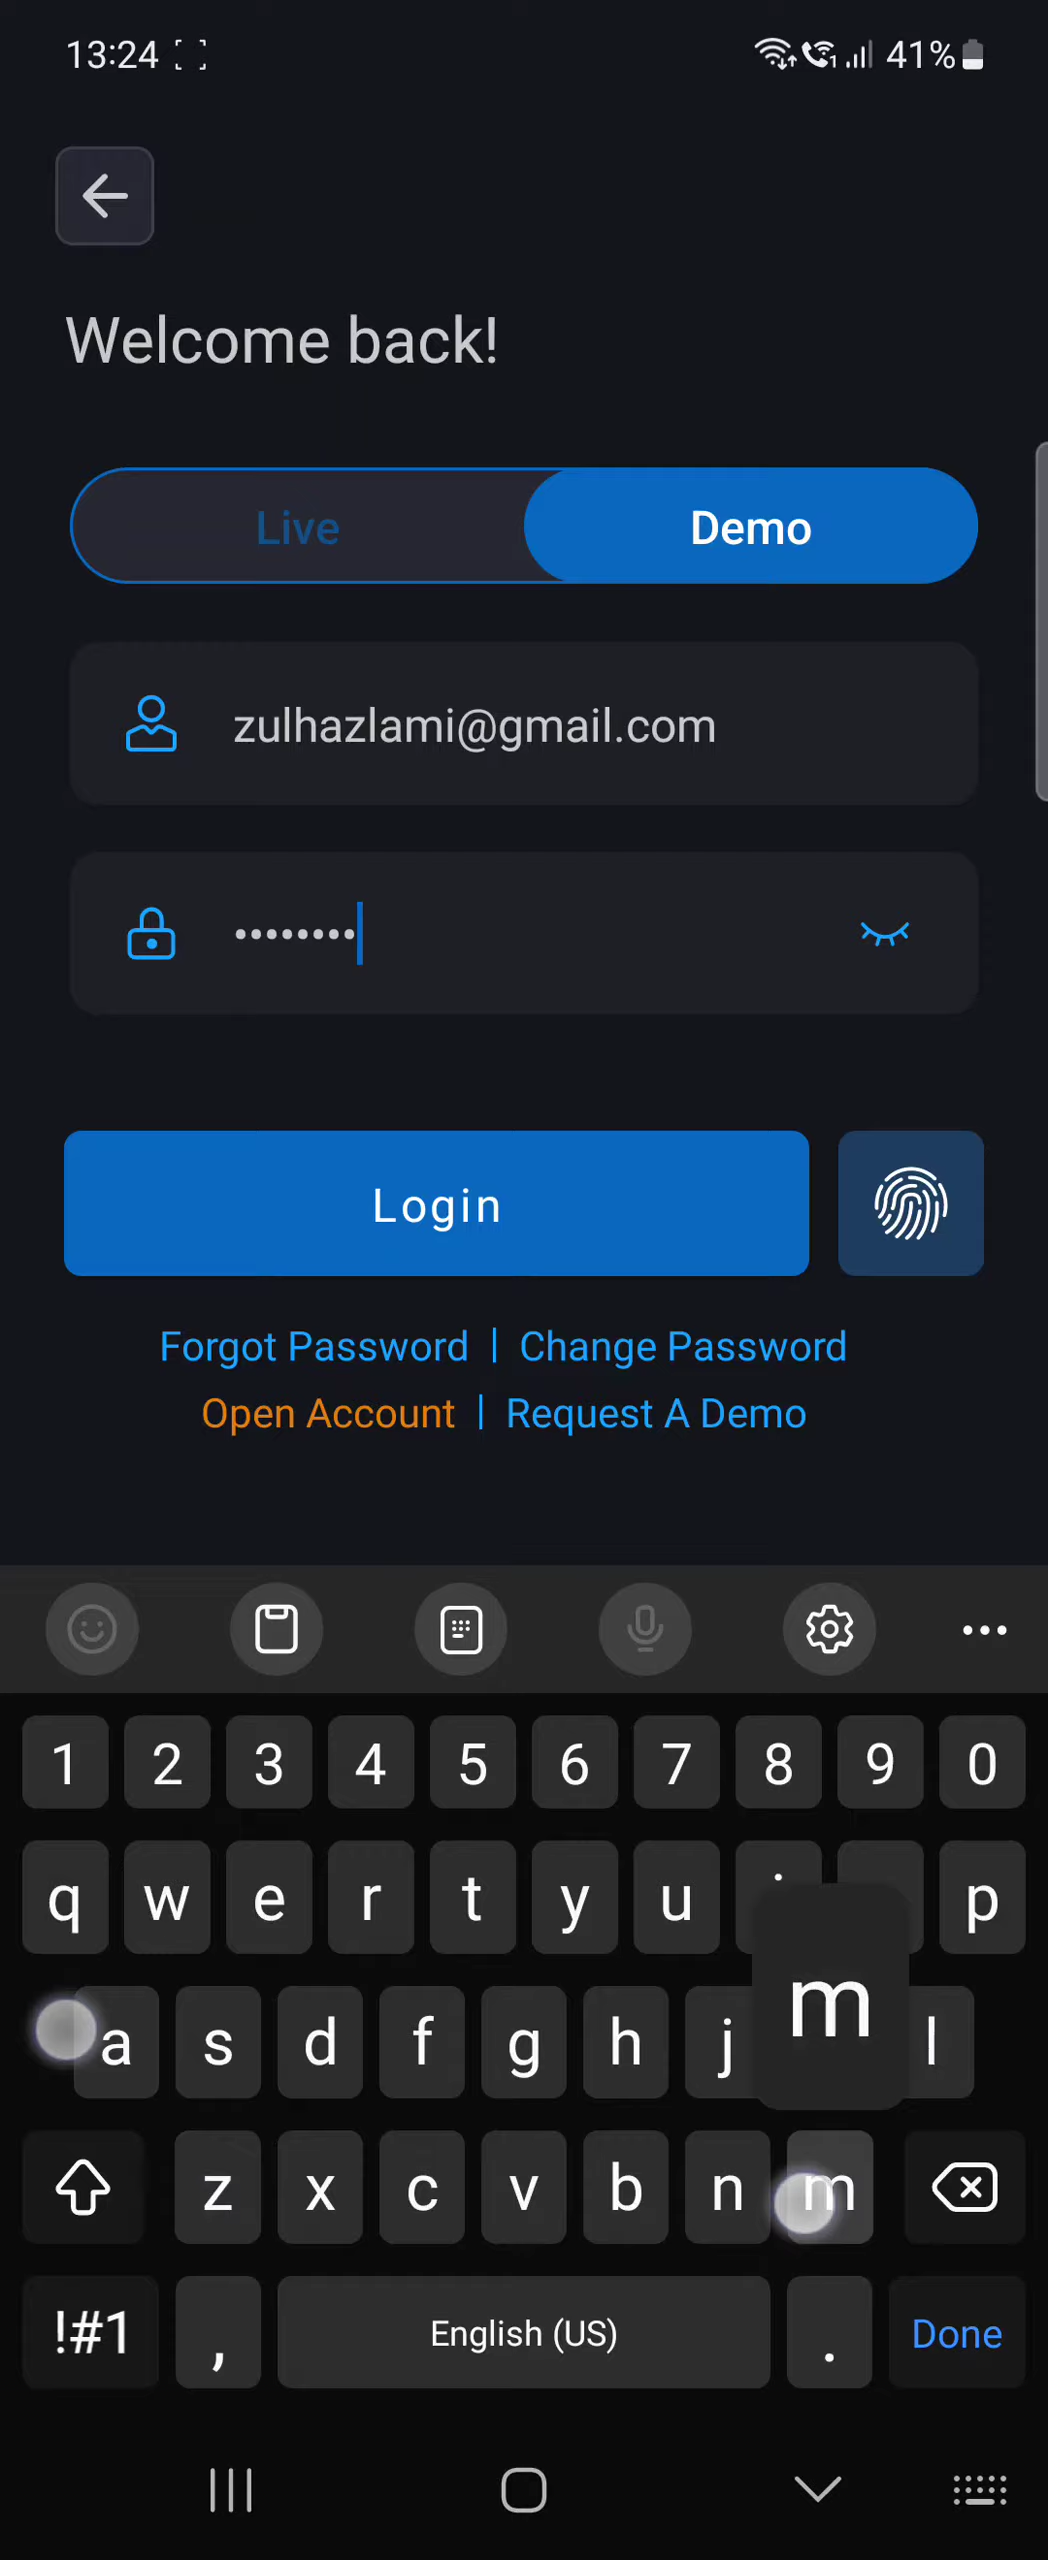 13:24 41%
Welcome back!
Live Demo
zulhazlami@gmail.com
••••••••
Login
Forgot Password | Change Password
Open Account | Request A Demo
1 2 3 4 5 6 7 8 9 0
q w e r t y u p
a s d f g h j m l
z x c v b n m
!#1 , English (US) . Done